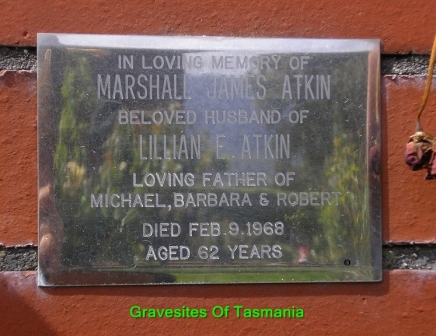 IN LOVING MEMORY OF
MARSHALL JAMES ATKIN
BELOVED HUSBAND OF
LILLIAN E. ATKIN
LOVING FATHER OF
MICHAEL, BARBARA & ROBERT
DIED FEB. 9. 1968
AGED 62 YEARS
Gravesites Of Tasmania